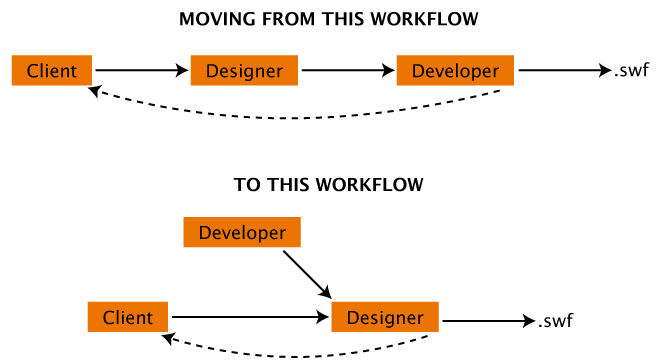 MOVING FROM THIS WORKFLOW
Client
Designer
Developer
.swf
TO THIS WORKFLOW
Developer
Client
Designer
.swf